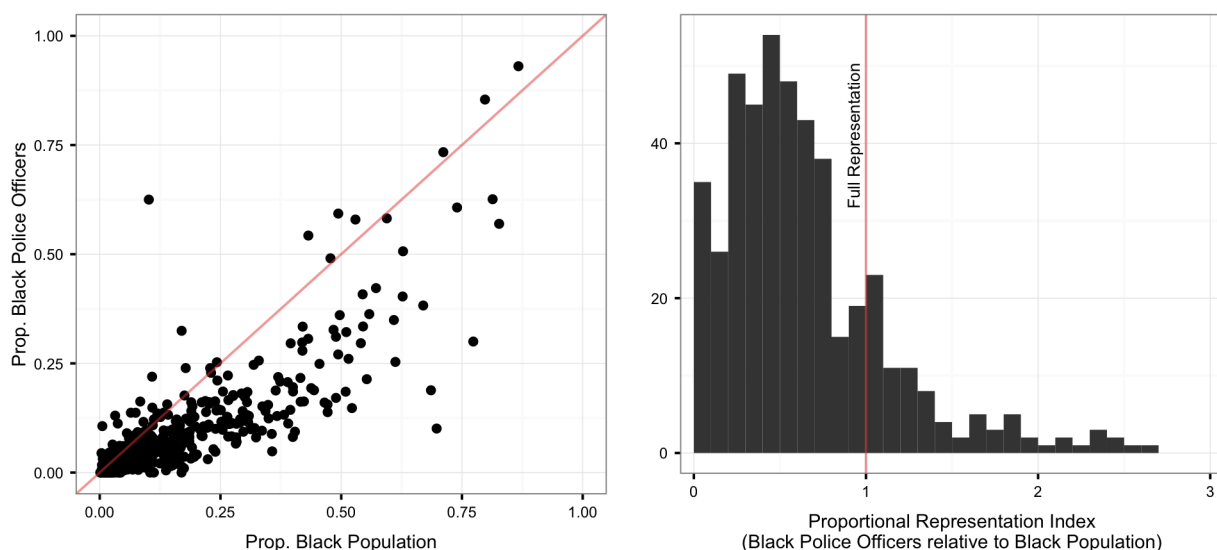 Prop. Black Police Officers
1.00
0.75
0.50
0.25
0.00
0.00 0.25 0.50 0.75 1.00
Prop. Black Population
40
20
0
Full Representation
0 1 2 3
Proportional Representation Index
(Black Police Officers relative to Black Population)